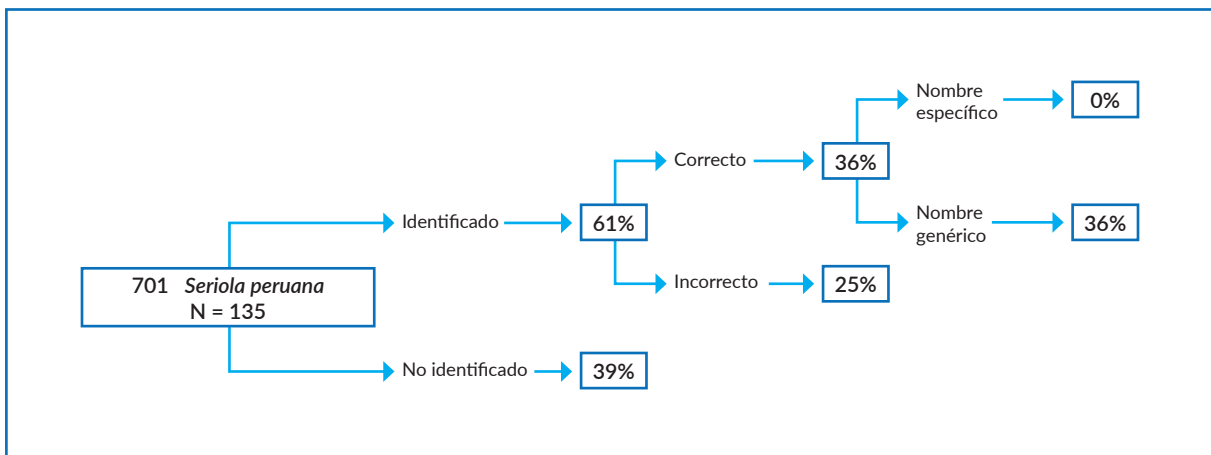 Nombre
específico
0%
Correcto
36%
Nombre
genérico
36%
Identificado
61%
Incorrecto
25%
701 Seriola peruana
N = 135
No identificado
39%